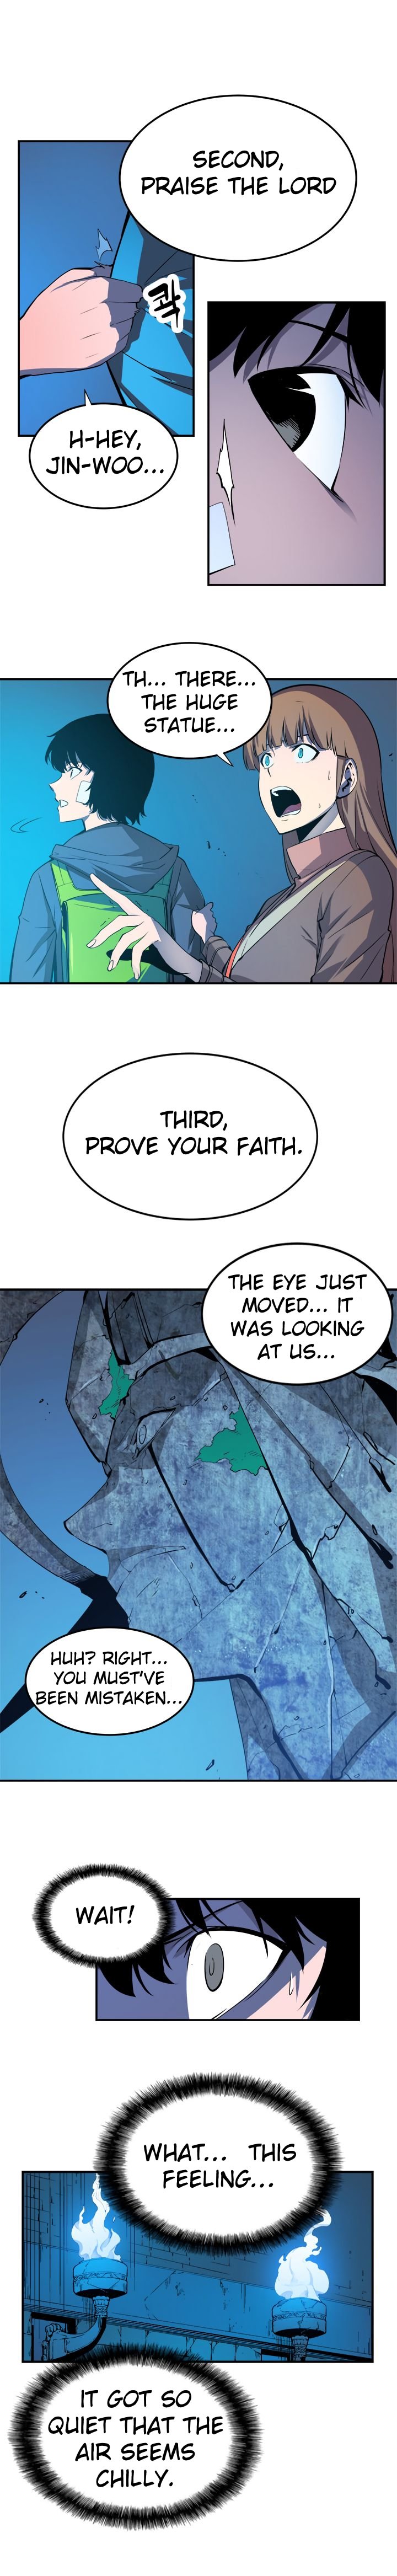 SECOND,
PRAISE THE LORD
콱
H-HEY,
JIN-WOO...
TH... THERE...
THE HUGE
STATUE...
THIRD,
PROVE YOUR FAITH.
THE EYE JUST
MOVED... IT
WAS LOOKING
AT US...
HUH? RIGHT...
YOU MUST'VE
BEEN MISTAKEN...
WAIT!
WHAT... THIS
FEELING...
IT GOT SO
QUIET THAT THE
AIR SEEMS
CHILLY.